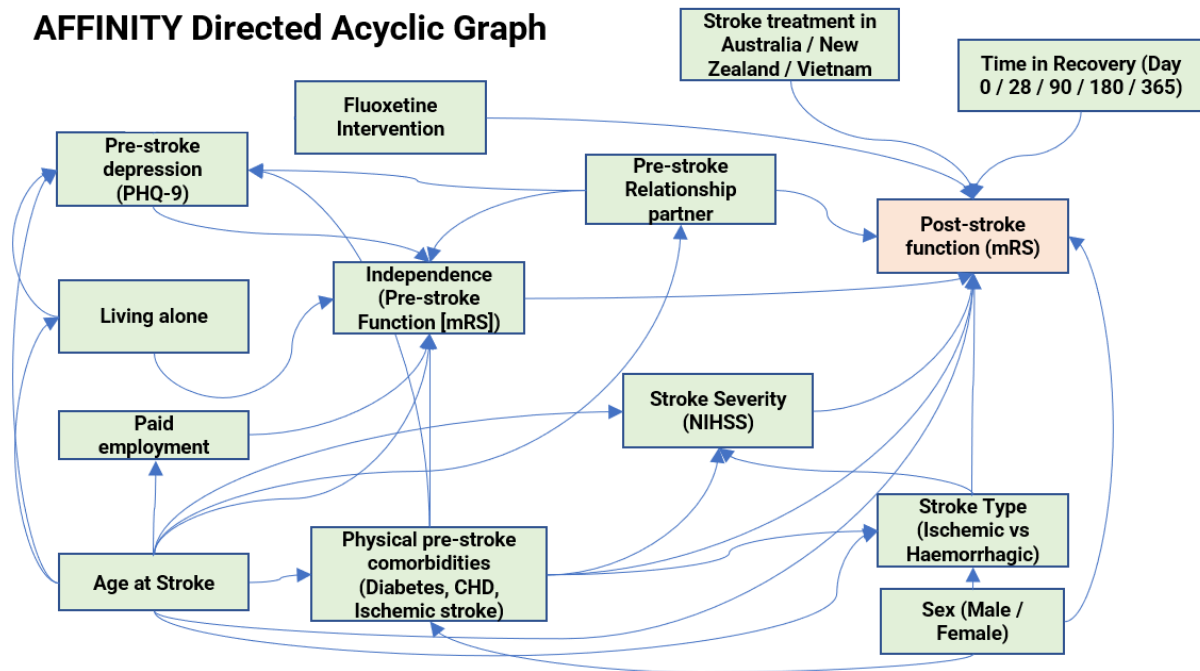 AFFINITY Directed Acyclic Graph
Stroke treatment in
Australia / New
Zealand / Vietnam
Time in Recovery (Day
0 / 28 / 90 / 180 / 365)
Fluoxetine
Intervention
Pre-stroke
depression
(PHQ-9)
Pre-stroke
Relationship
partner
Post-stroke
function (mRS)
Independence
(Pre-stroke
Function [mRS])
Living alone
Stroke Severity
(NIHSS)
Paid
employment
Stroke Type
(Ischemic vs
Haemorrhagic)
Physical pre-stroke
comorbidities
(Diabetes, CHD,
Ischemic stroke)
Age at Stroke
Sex (Male /
Female)